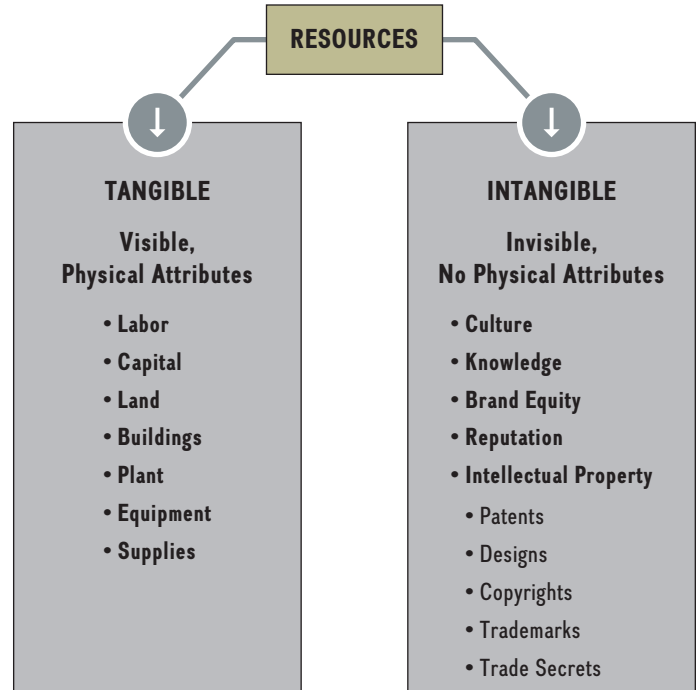 RESOURCES
TANGIBLE
Visible,
Physical Attributes
• Labor
• Capital
• Land
• Buildings
• Plant
• Equipment
• Supplies
INTANGIBLE
Invisible,
No Physical Attributes
• Culture
• Knowledge
• Brand Equity
• Reputation
• Intellectual Property
• Patents
• Designs
• Copyrights
• Trademarks
• Trade Secrets